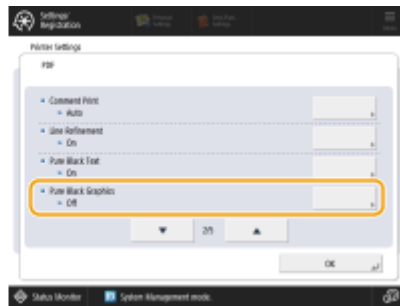 Settings/
Registration
Printer Settings
PDF
Comment Print
Auto
Line Refinement
On
Pure Black Text
On
Pure Black Graphics
Off
2/3
OK
Status Monitor
System Management mode.